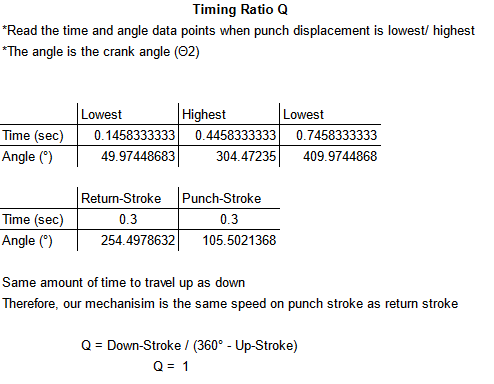 Timing Ratio Q
*Read the time and angle data points when punch displacement is lowest/ highest
*The angle is the crank angle (Θ2)
Lowest Highest Lowest
Time (sec) 0.1458333333 0.4458333333 0.7458333333
Angle (°) 49.97448683 304.47235 409.9744868
Return-Stroke Punch-Stroke
Time (sec) 0.3 0.3
Angle (°) 254.4978632 105.5021368
Same amount of time to travel up as down
Therefore, our mechanisim is the same speed on punch stroke as return stroke
Q = Down-Stroke / (360° - Up-Stroke)
Q = 1